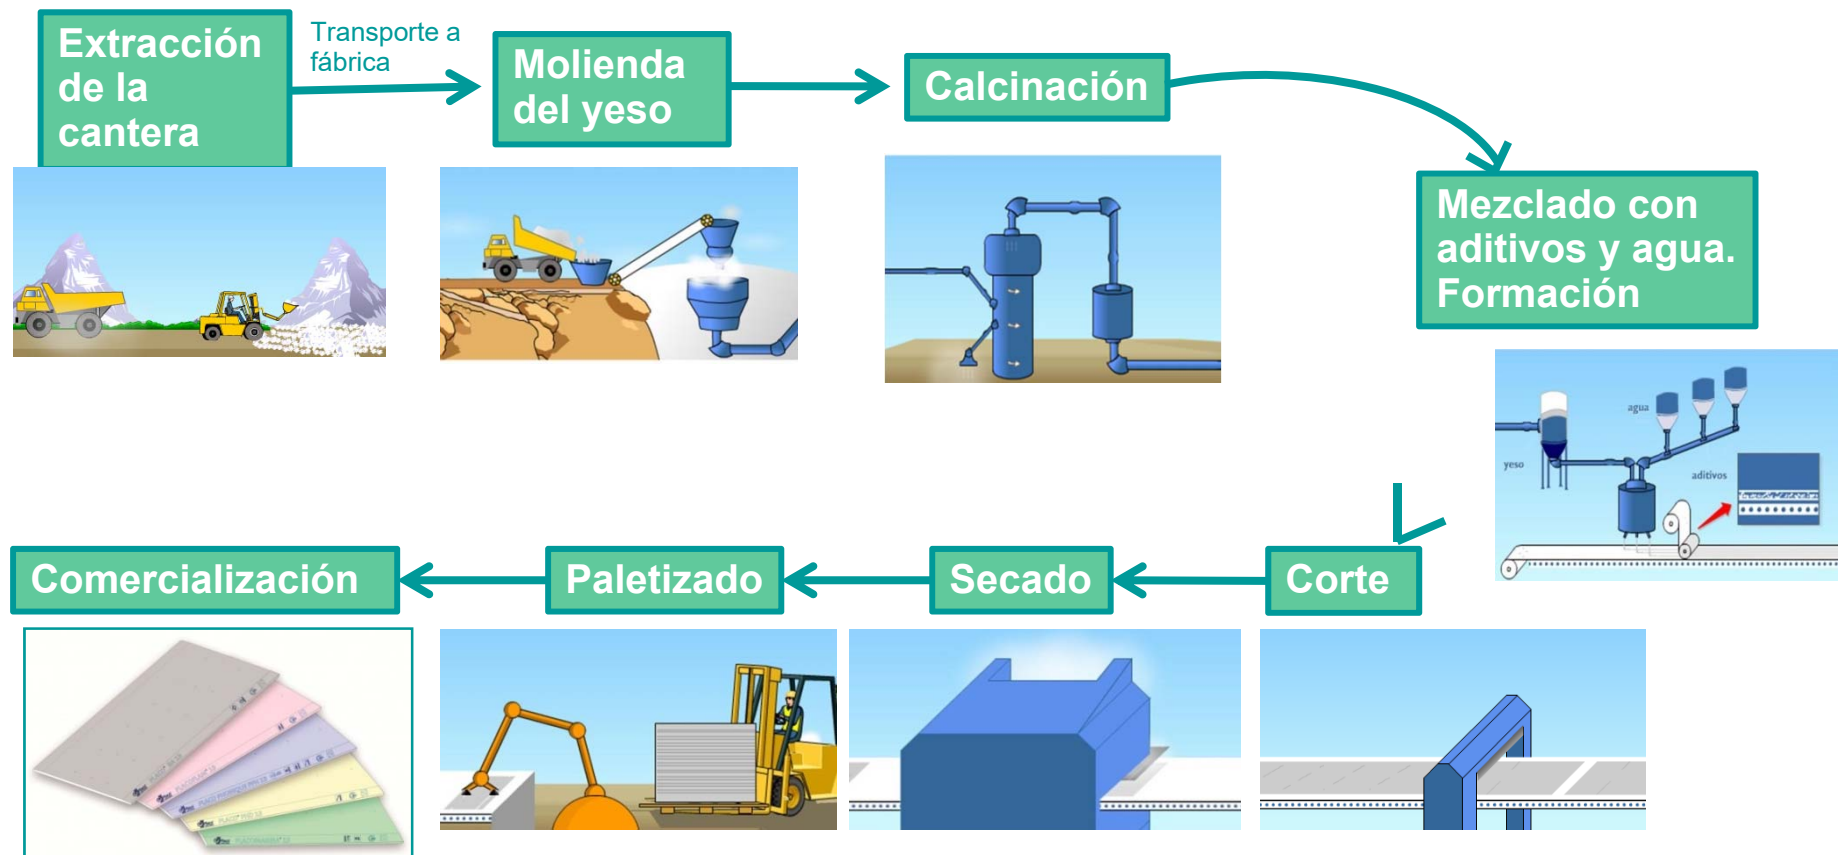 Extracción
de la
cantera
Transporte a
fábrica
Molienda
del yeso
Calcinación
Mezclado con
aditivos y agua.
Formación
agua
yeso
aditivos
Comercialización
Paletizado
Secado
Corte